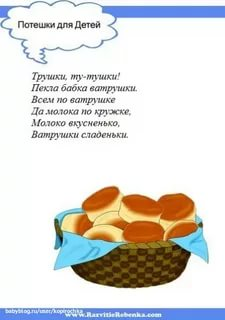 Потешки для Детей
Трушки, ту-тушки!
Пекла бабка ватрушки.
Всем по ватрушке
Да молока по кружке,
Молоко вкусненько,
Ватрушки сладеньки.
babyblog.ru/user/kopirochka
www.RazvitieRebenka.com